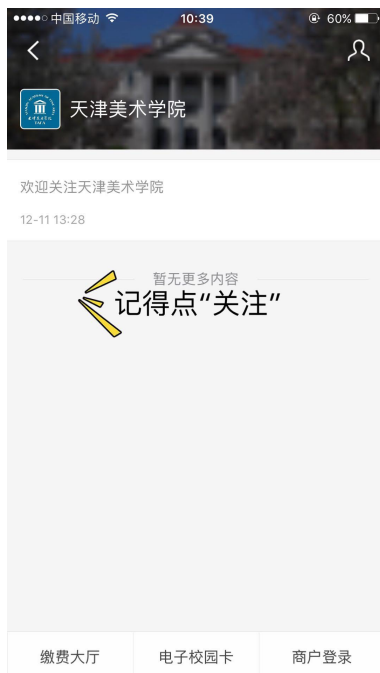 中国移动 10:39 60%
天津美术学院
欢迎关注天津美术学院
12-11 13:28
暂无更多内容
记得点“关注”
缴费大厅 电子校园卡 商户登录